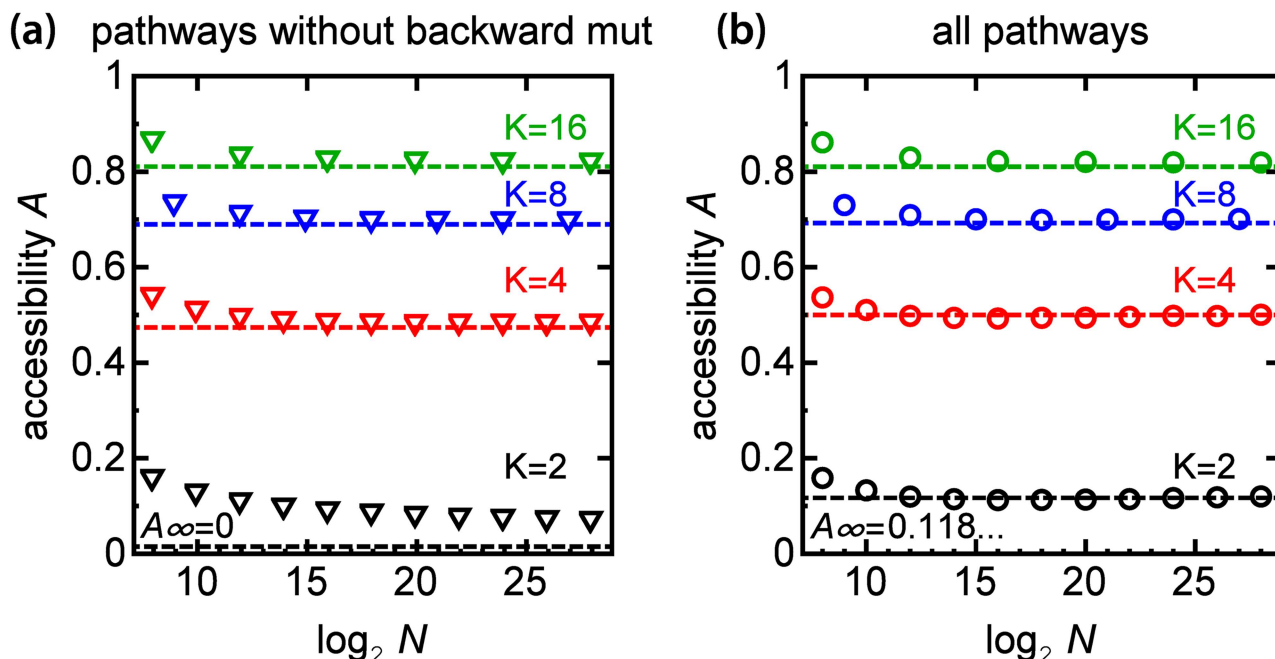 (a) pathways without backward mut
accessibility A
1
0.8
0.6
0.4
0.2
0
K=16
K=8
K=4
K=2
A∞=0
10 15 20 25
log₂ N
(b) all pathways
accessibility A
1
0.8
0.6
0.4
0.2
0
K=16
K=8
K=4
K=2
A∞=0.118...
10 15 20 25
log₂ N